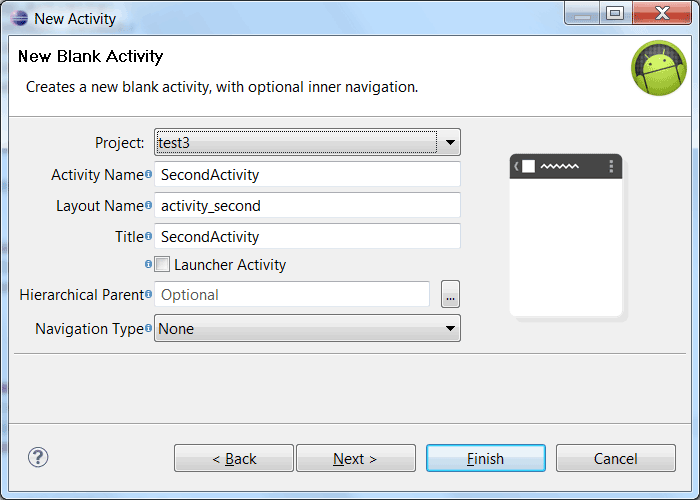 New Activity
New Blank Activity
Creates a new blank activity, with optional inner navigation.
Project: test3
Activity Name SecondActivity
Layout Name activity_second
Title SecondActivity
Launcher Activity
Hierarchical Parent Optional ...
Navigation Type None
? < Back Next > Finish Cancel